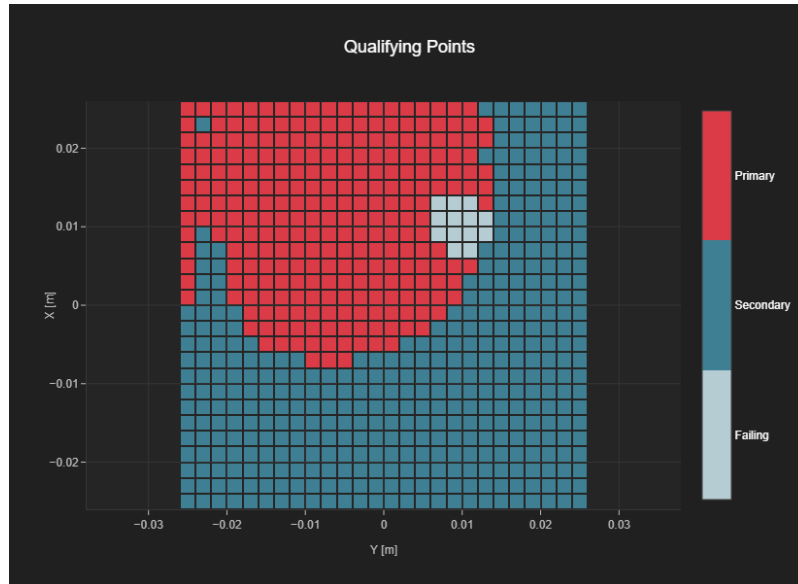 Qualifying Points
Primary
Secondary
Failing
0.02
0.01
0
−0.01
−0.02
X [m]
−0.03
−0.02
−0.01
0
0.01
0.02
0.03
Y [m]